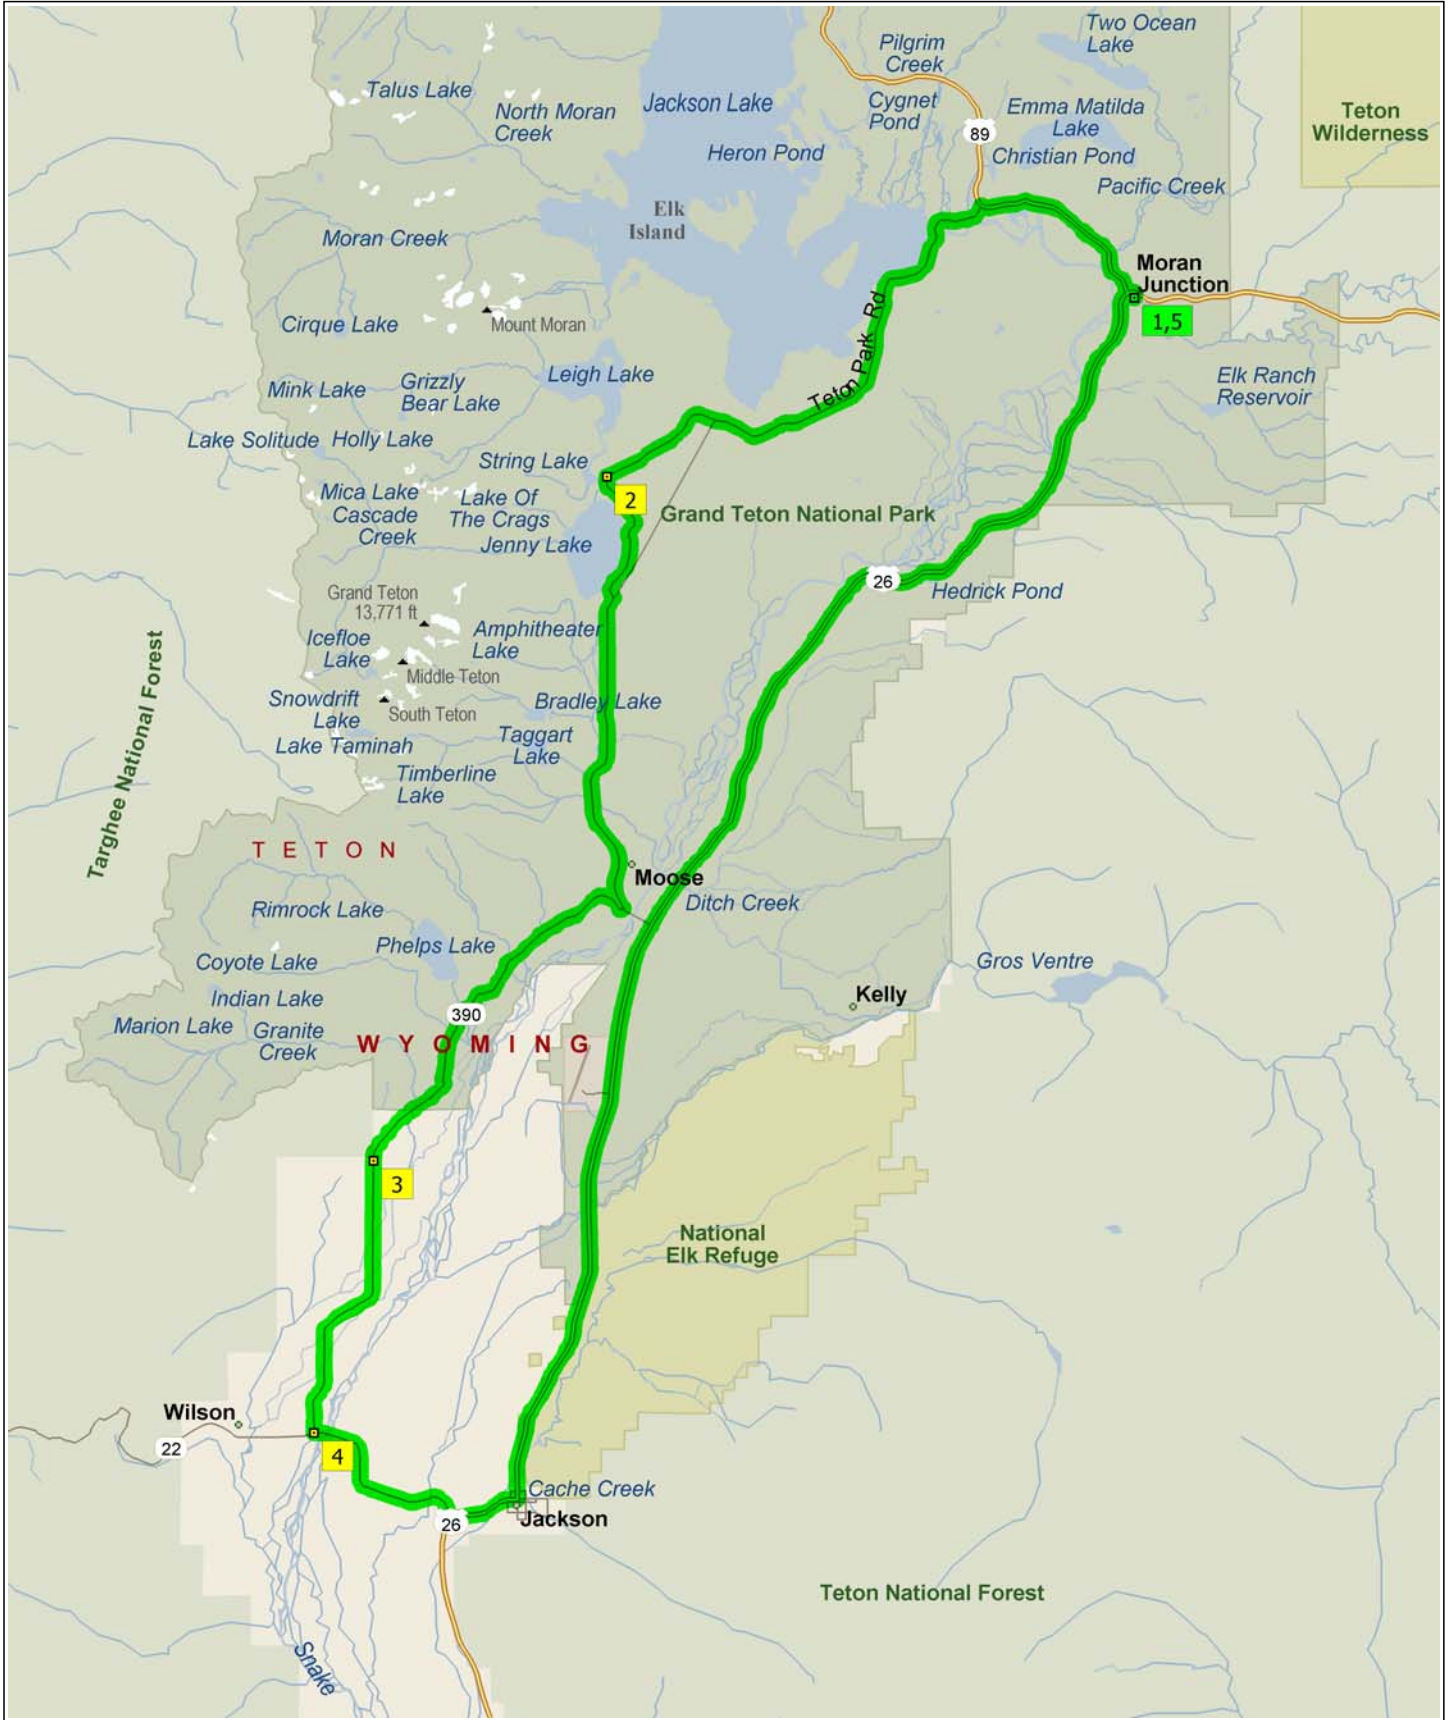 Two Ocean
Lake
Pilgrim
Creek
Talus Lake
North Moran
Creek
Jackson Lake
Cygnet
Pond
Emma Matilda
Lake
Teton
Wilderness
89
Heron Pond
Christian Pond
Pacific Creek
Elk
Island
Moran Creek
Moran
Junction
Cirque Lake
Mount Moran
1,5
Teton Park Rd
Leigh Lake
Mink Lake
Grizzly
Bear Lake
Elk Ranch
Reservoir
Lake Solitude
Holly Lake
String Lake
Mica Lake
Cascade
Creek
Lake Of
The Crags
2
Grand Teton National Park
Jenny Lake
26
Hedrick Pond
Grand Teton
13,771 ft
Icefloe
Lake
Amphitheater
Lake
Middle Teton
Snowdrift
Lake
South Teton
Bradley Lake
Lake Taminah
Taggart
Lake
Timberline
Lake
Targhee National Forest
TETON
Moose
Rimrock Lake
Ditch Creek
Phelps Lake
Coyote Lake
Gros Ventre
Indian Lake
Kelly
390
Marion Lake
Granite
Creek
WYOMING
3
National
Elk Refuge
Wilson
22
4
Cache Creek
26
Jackson
Teton National Forest
Snake